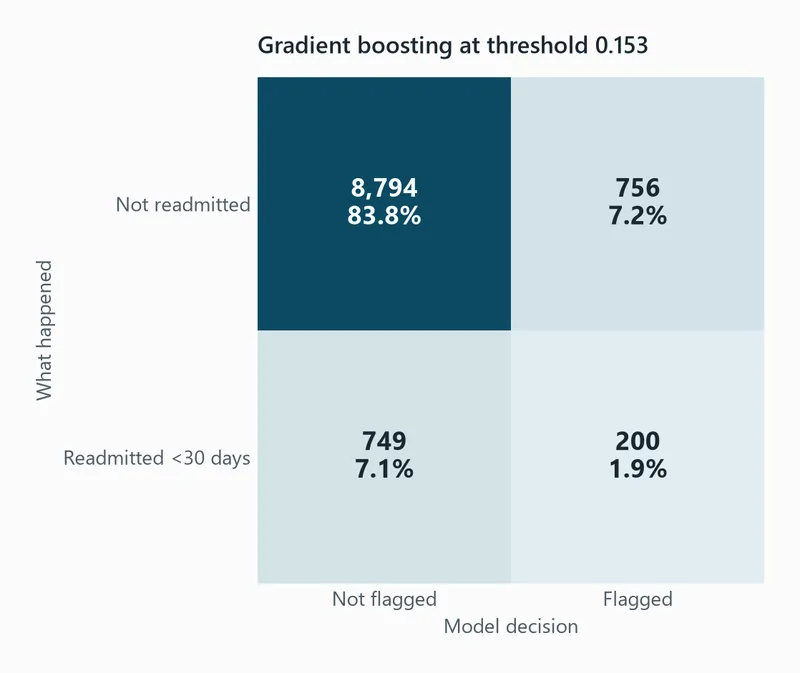 Gradient boosting at threshold 0.153
Not readmitted
8,794
83.8%
756
7.2%
What happened
Readmitted <30 days
749
7.1%
200
1.9%
Not flagged
Flagged
Model decision